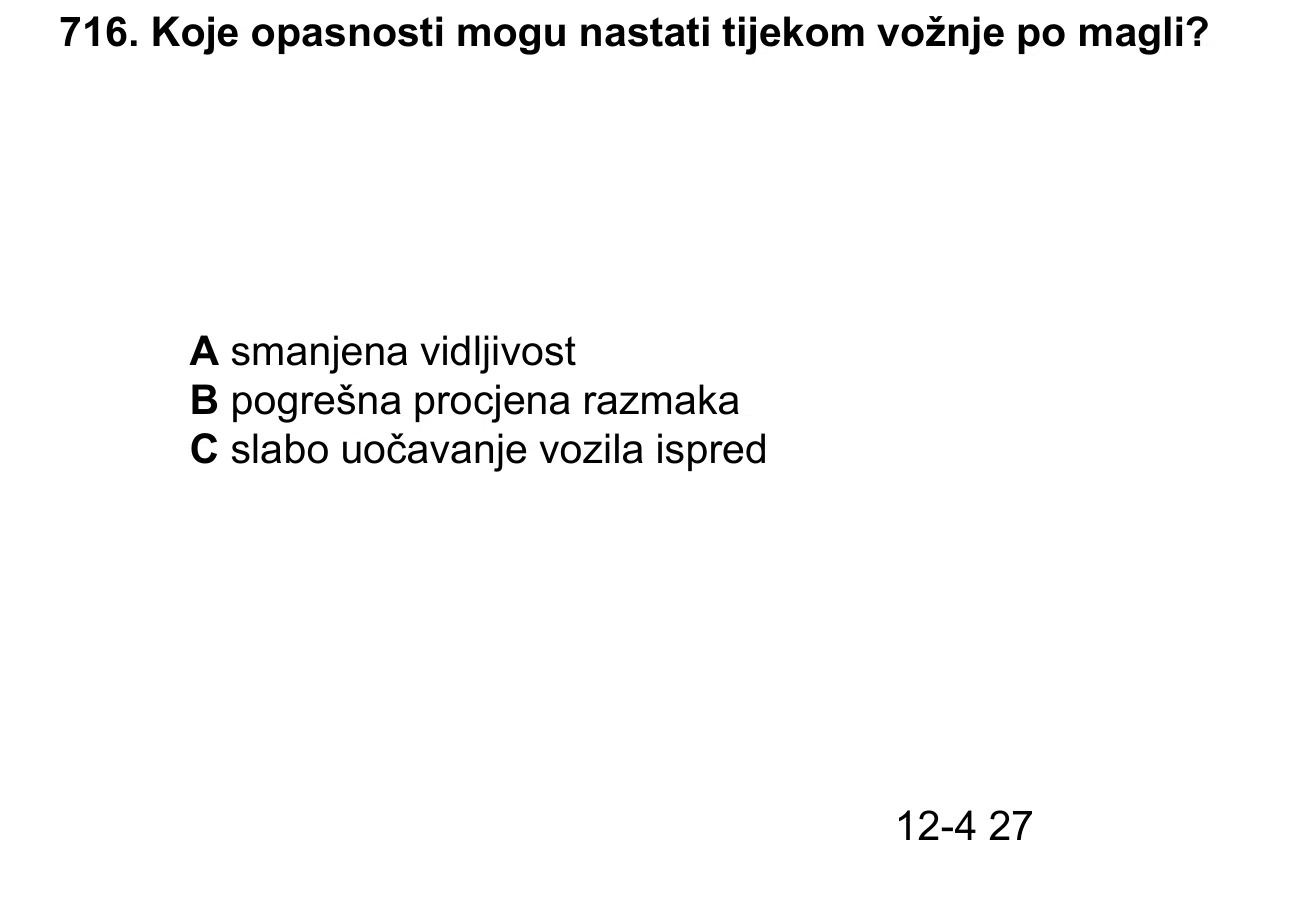 716. Koje opasnosti mogu nastati tijekom vožnje po magli?
A smanjena vidljivost
B pogrešna procjena razmaka
C slabo uočavanje vozila ispred
12-4 27